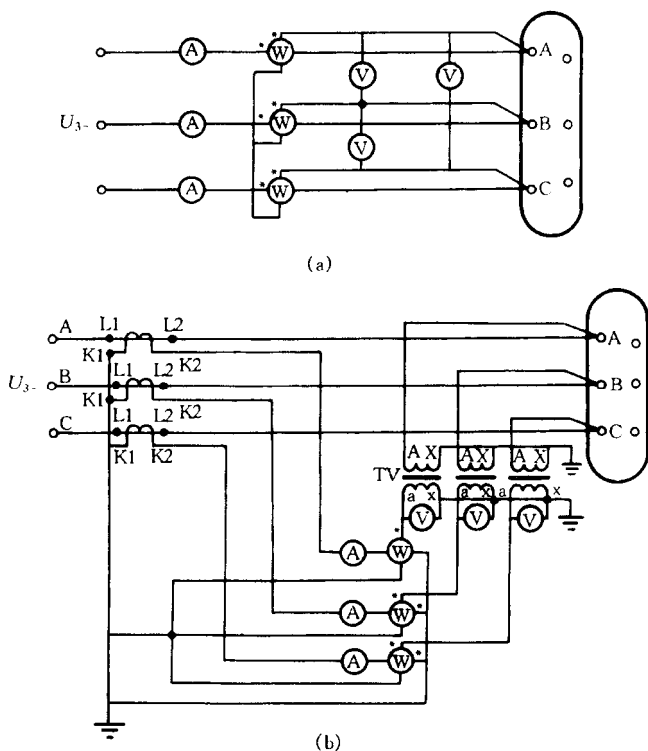 A W V V A
U3~ A W B
V
A W C
(a)
A L1 L2 A
K1 K2
U3~ B L1 L2 B
K1 K2
C L1 L2 C
K1 K2
A X A X A X
TV
a x a x a x
V V V
* A W
* A W *
* A W *
(b)